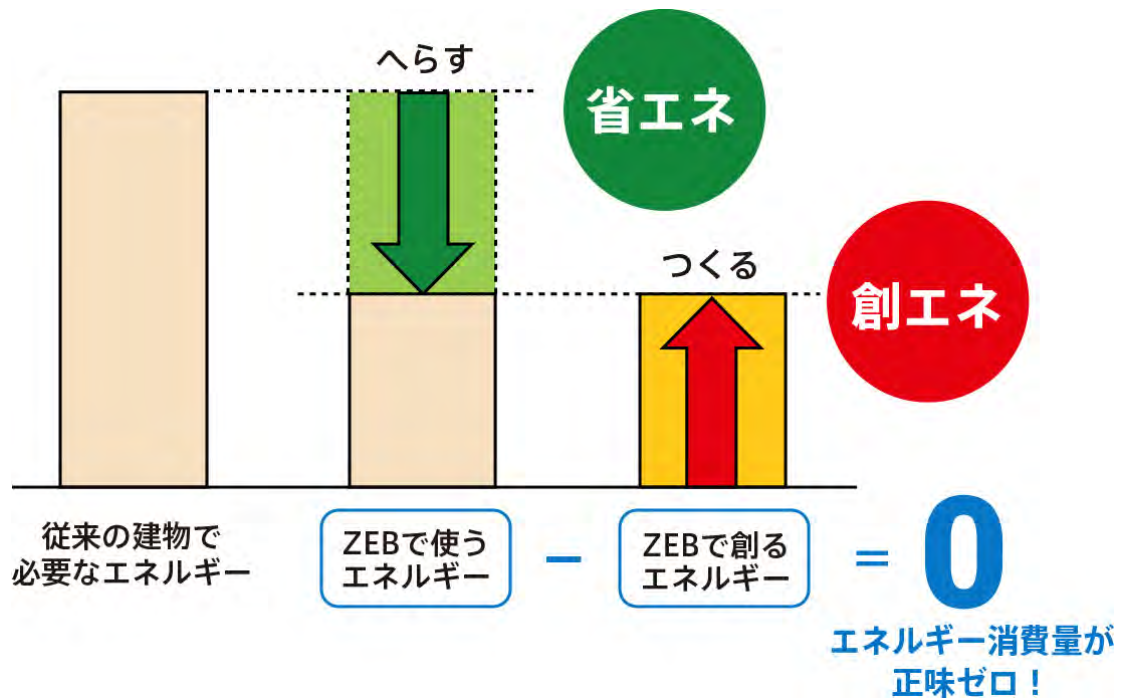 へらす
省エネ
つくる
創エネ
従来の建物で
必要なエネルギー
ZEBで使う
エネルギー
－
ZEBで創る
エネルギー
＝
0
エネルギー消費量が
正味ゼロ！